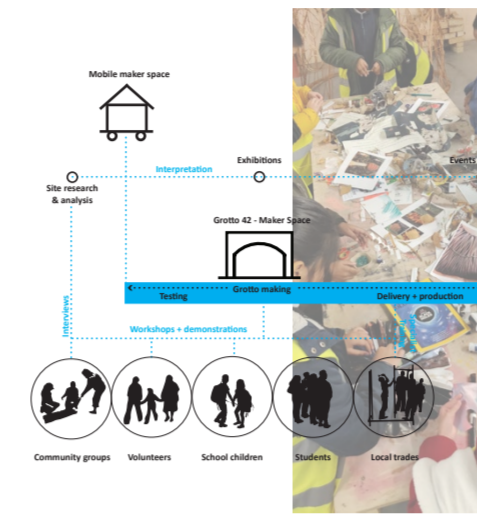 Mobile maker space
Interpretation
Exhibitions
Events
Site research
& analysis
Grotto 42 - Maker Space
Grotto making
Testing
Delivery + production
Interviews
Workshops + demonstrations
Community groups
Volunteers
School children
Students
Local trades